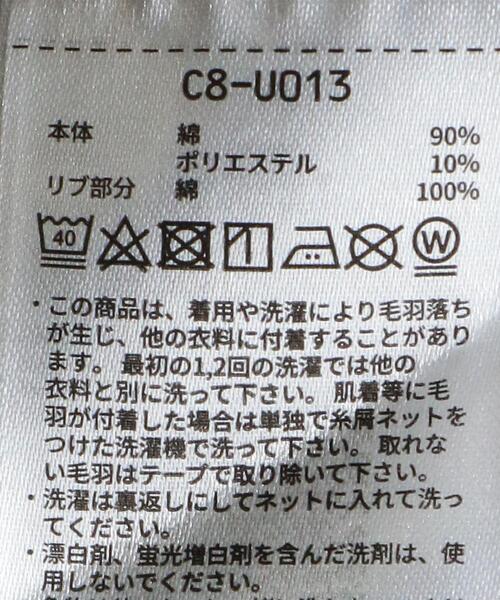 C8-U013
本体 綿 90%
ポリエステル 10%
リブ部分 綿 100%
40 W
・この商品は、着用や洗濯により毛羽落ち
が生じ、他の衣料に付着することがあり
ます。最初の1,2回の洗濯では他の
衣料と別に洗って下さい。肌着等に毛
羽が付着した場合は単独で糸屑ネットを
つけた洗濯機で洗って下さい。取れな
い毛羽はテープで取り除いて下さい。
・洗濯は裏返しにしてネットに入れて洗っ
てください。
・漂白剤、蛍光増白剤を含んだ洗剤は、使
用しないでください。